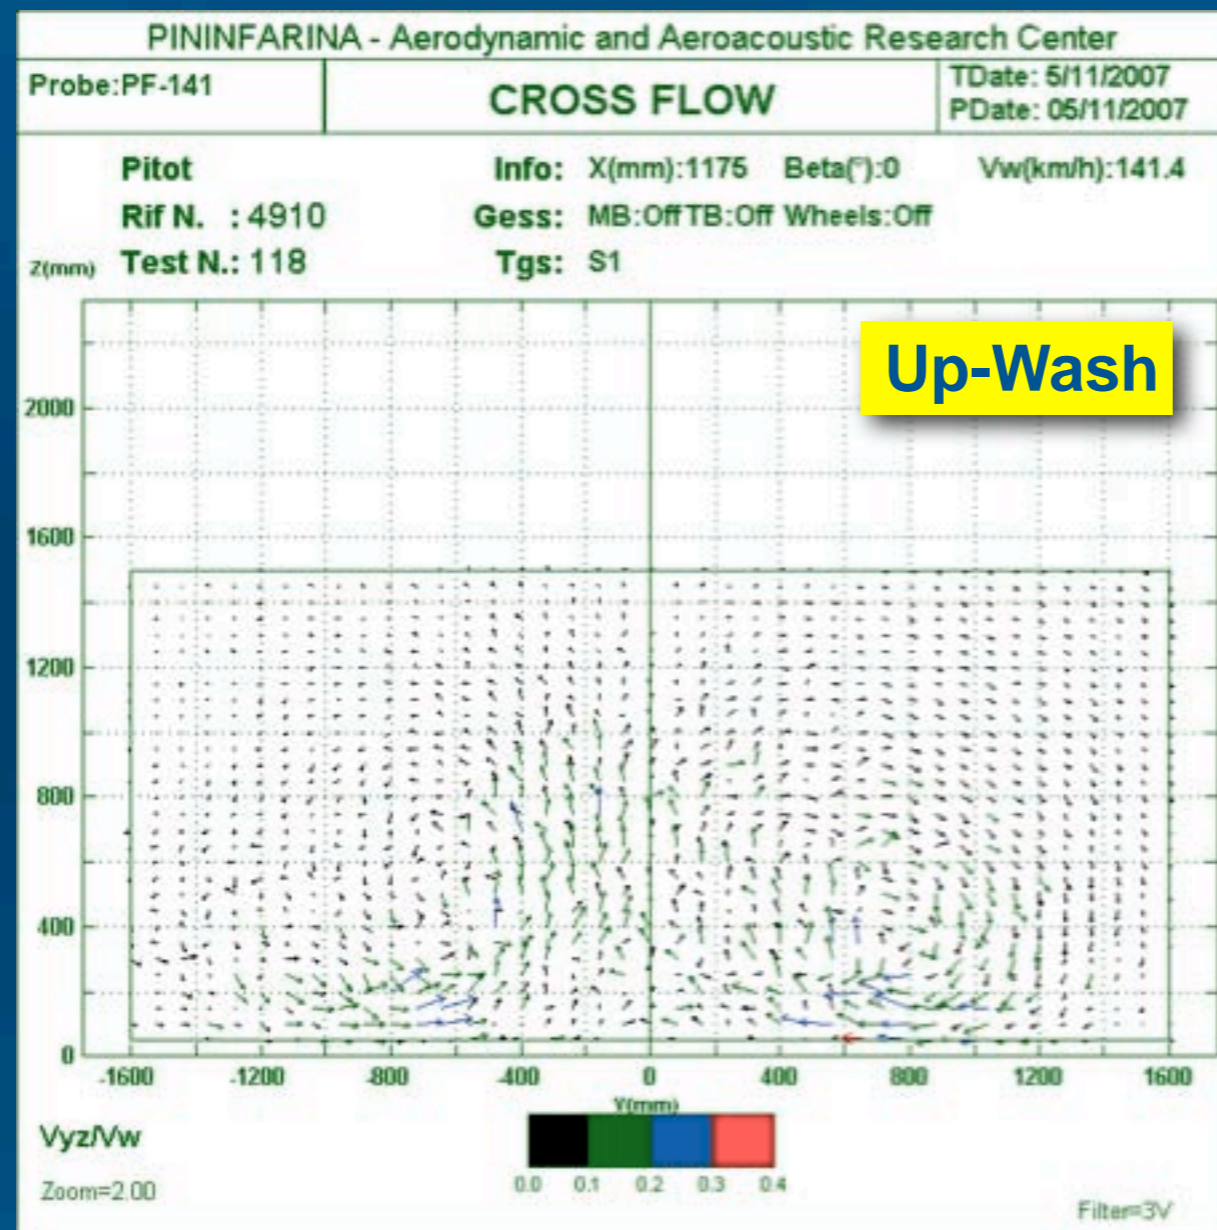 PININFARINA - Aerodynamic and Aeroacoustic Research Center
Probe:PF-141
CROSS FLOW
TDate: 5/11/2007
PDate: 05/11/2007
Pitot Info: X(mm):1175 Beta(°):0 Vw(km/h):141.4
Rif N. : 4910 Gess: MB:Off TB:Off Wheels:Off
Test N.: 118 Tgs: S1
Z(mm)
Up-Wash
2000
1600
1200
800
400
0
-1600 -1200 -800 -400 0 400 800 1200 1600
Y(mm)
Vyz/Vw
0.0 0.1 0.2 0.3 0.4
Zoom=2.00
Filter=3V